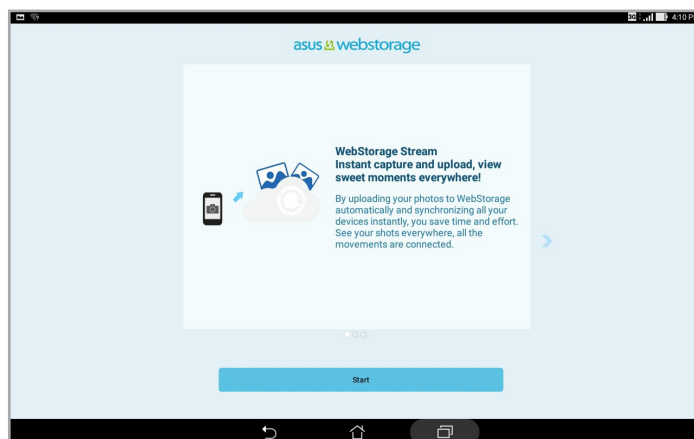 3G 4:10 P
asus webstorage
WebStorage Stream
Instant capture and upload, view
sweet moments everywhere!
By uploading your photos to WebStorage
automatically and synchronizing all your
devices instantly, you save time and effort.
See your shots everywhere, all the
movements are connected.
Start